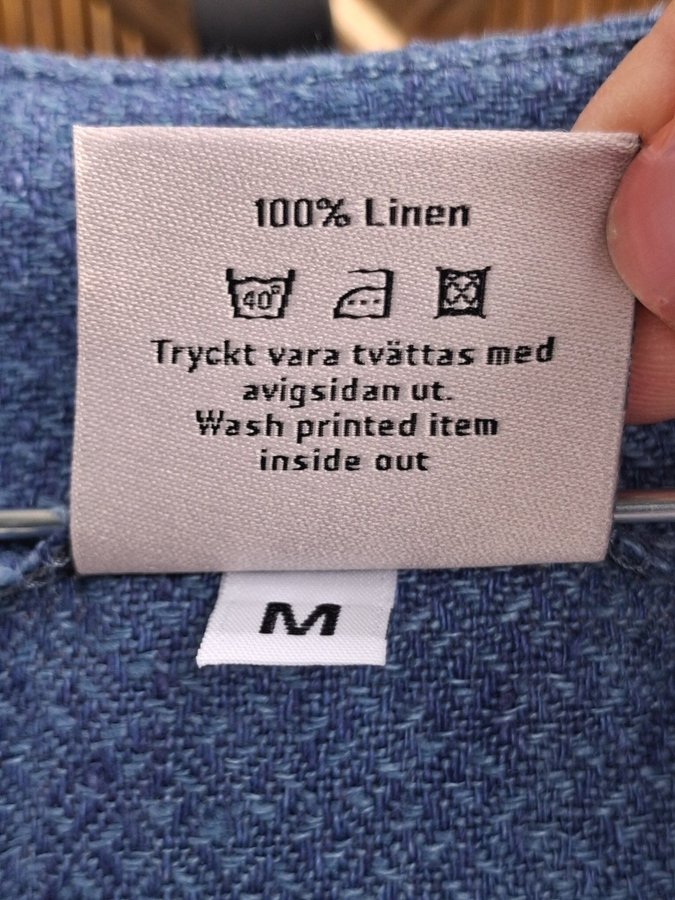 100% Linen
40°
Tryckt vara tvättas med
avigsidan ut.
Wash printed item
inside out
M